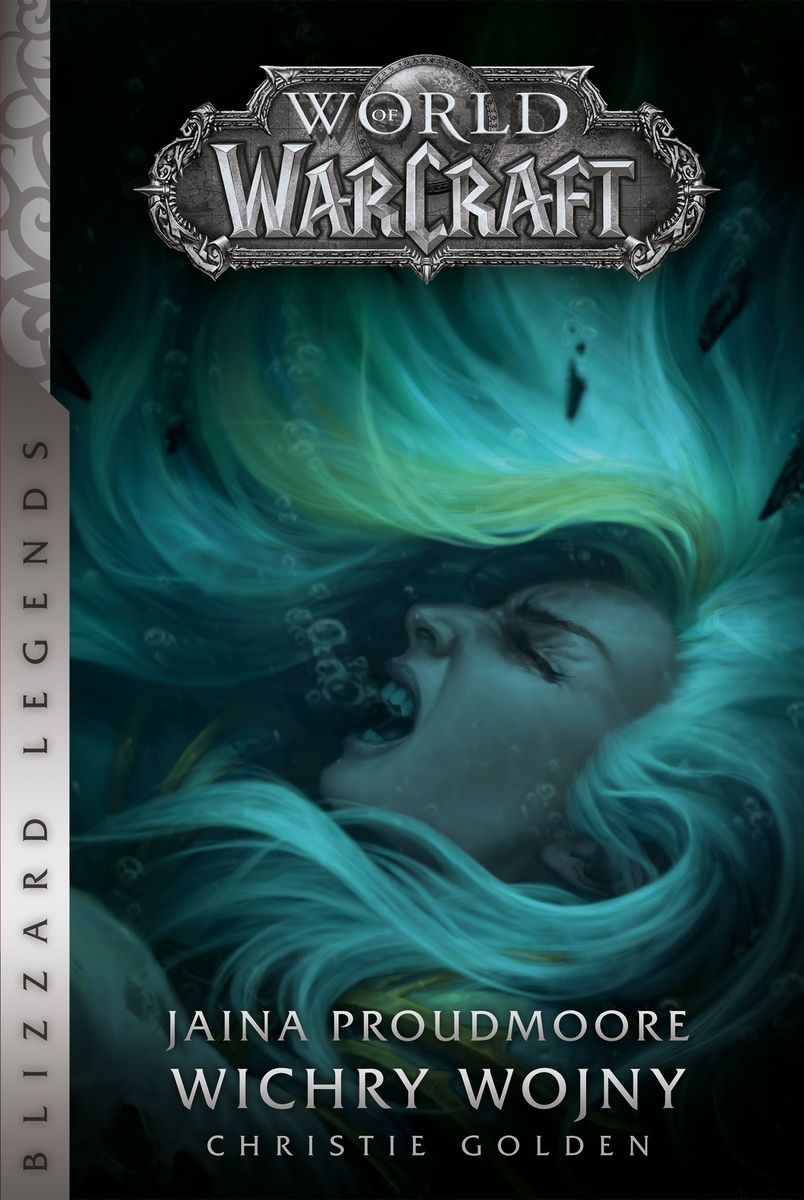 WORLD
OF
WARCRAFT
BLIZZARD LEGENDS
JAINA PROUDMOORE
WICHRY WOJNY
CHRISTIE GOLDEN